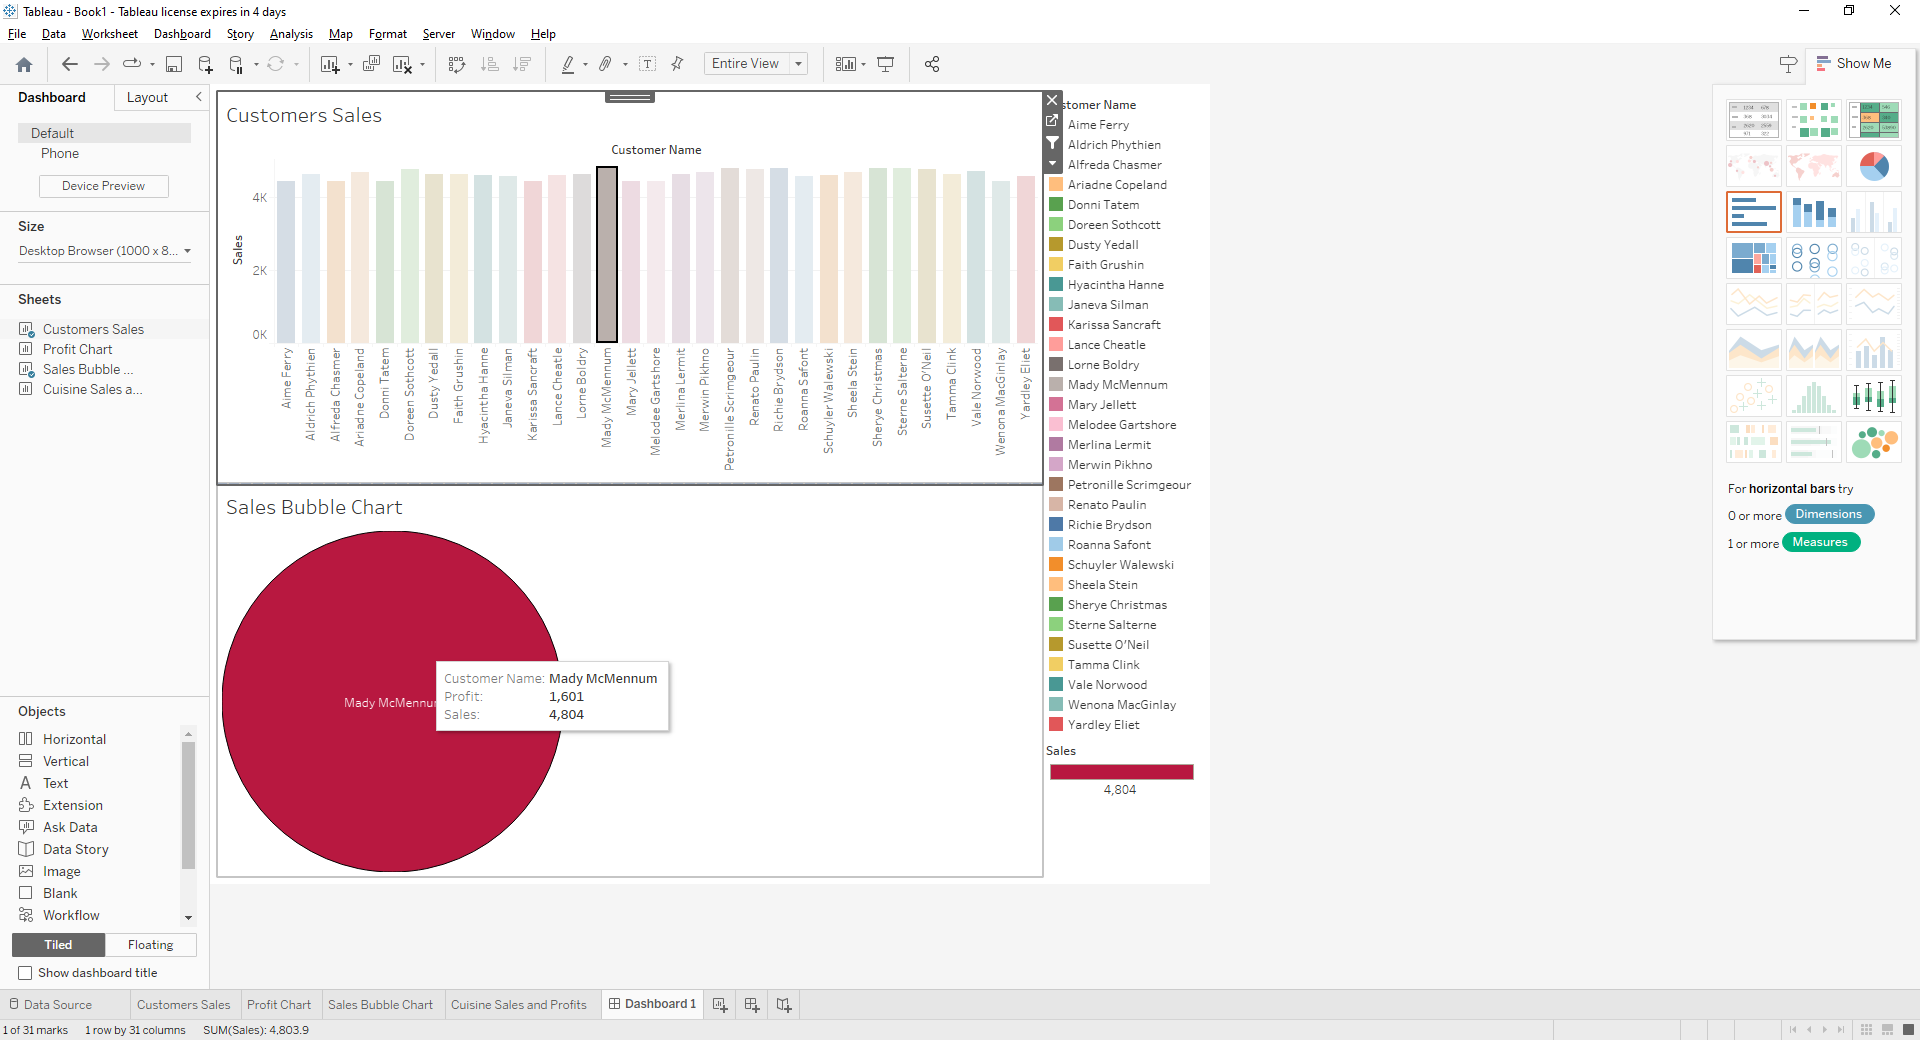 Tableau - Book1 - Tableau license expires in 4 days
File Data Worksheet Dashboard Story Analysis Map Format Server Window Help
Entire View
Show Me
Dashboard Layout
Default
Phone
Device Preview
Size
Desktop Browser (1000 x 8...
Sheets
Customers Sales
Profit Chart
Sales Bubble ...
Cuisine Sales a...
Objects
Horizontal
Vertical
Text
Extension
Ask Data
Data Story
Image
Blank
Workflow
Tiled Floating
Show dashboard title
Customers Sales
Customer Name
Sales
4K
2K
0K
Aime Ferry
Aldrich Phythien
Alfreda Chasmer
Ariadne Copeland
Donni Tatem
Doreen Sothcott
Dusty Yedall
Faith Grushin
Hyacintha Hanne
Janeva Silman
Karissa Sancraft
Lance Cheatle
Lorne Boldry
Mady McMennum
Mary Jellett
Melodee Gartshore
Merlina Lermit
Merwin Pikhno
Petronille Scrimgeour
Renato Paulin
Richie Brydson
Roanna Safont
Schuyler Walewski
Sheela Stein
Sherye Christmas
Sterne Salterne
Susette O'Neil
Tamma Clink
Vale Norwood
Wenona MacGinlay
Yardley Eliet
Sales Bubble Chart
Mady McMennu
Customer Name: Mady McMennum
Profit: 1,601
Sales: 4,804
stomer Name
Aime Ferry
Aldrich Phythien
Alfreda Chasmer
Ariadne Copeland
Donni Tatem
Doreen Sothcott
Dusty Yedall
Faith Grushin
Hyacintha Hanne
Janeva Silman
Karissa Sancraft
Lance Cheatle
Lorne Boldry
Mady McMennum
Mary Jellett
Melodee Gartshore
Merlina Lermit
Merwin Pikhno
Petronille Scrimgeour
Renato Paulin
Richie Brydson
Roanna Safont
Schuyler Walewski
Sheela Stein
Sherye Christmas
Sterne Salterne
Susette O'Neil
Tamma Clink
Vale Norwood
Wenona MacGinlay
Yardley Eliet
Sales
4,804
For horizontal bars try
0 or more Dimensions
1 or more Measures
Data Source Customers Sales Profit Chart Sales Bubble Chart Cuisine Sales and Profits Dashboard 1
1 of 31 marks 1 row by 31 columns SUM(Sales): 4,803.9